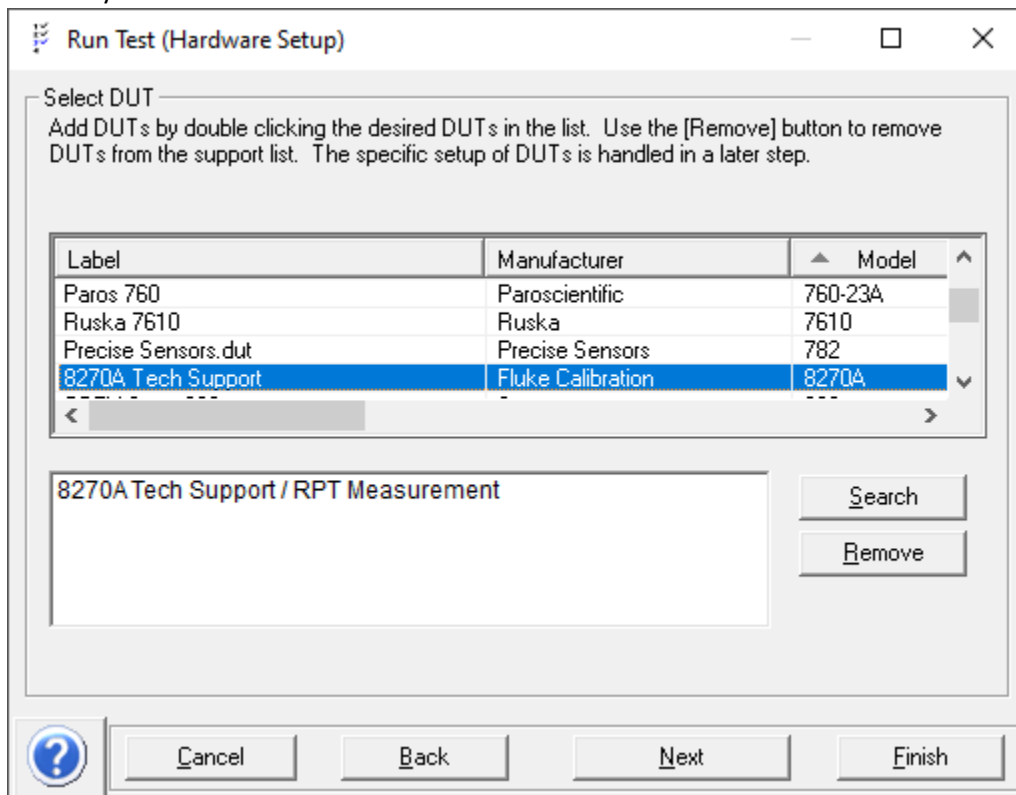 Run Test (Hardware Setup)
Select DUT
Add DUTs by double clicking the desired DUTs in the list. Use the [Remove] button to remove
DUTs from the support list. The specific setup of DUTs is handled in a later step.
Label Manufacturer Model
Paros 760 Paroscientific 760-23A
Ruska 7610 Ruska 7610
Precise Sensors.dut Precise Sensors 782
8270A Tech Support Fluke Calibration 8270A
8270A Tech Support / RPT Measurement
Search
Remove
Cancel Back Next Finish